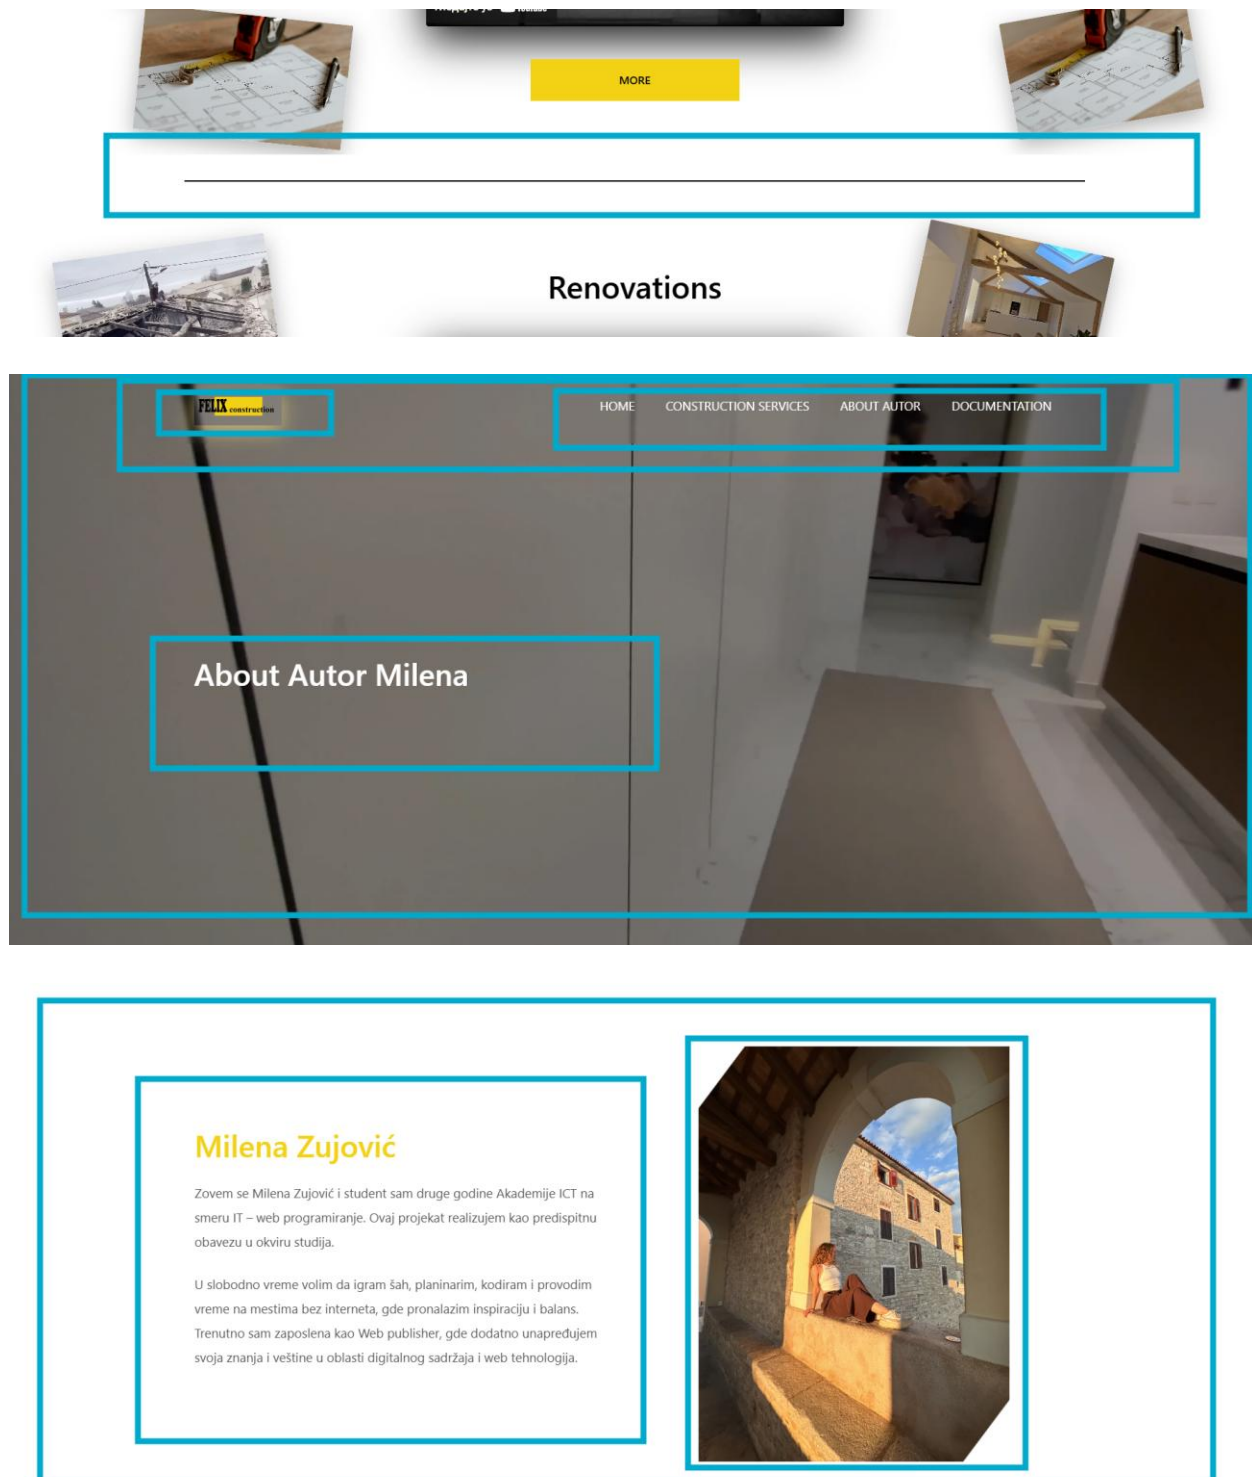 MORE
Renovations
FELIX construction
HOME CONSTRUCTION SERVICES ABOUT AUTOR DOCUMENTATION
About Autor Milena
Milena Zujović
Zovem se Milena Zujović i student sam druge godine Akademije ICT na
smeru IT – web programiranje. Ovaj projekat realizujem kao predispitnu
obavezu u okviru studija.
U slobodno vreme volim da igram šah, planinarim, kodiram i provodim
vreme na mestima bez interneta, gde pronalazim inspiraciju i balans.
Trenutno sam zaposlena kao Web publisher, gde dodatno unapređujem
svoja znanja i veštine u oblasti digitalnog sadržaja i web tehnologija.